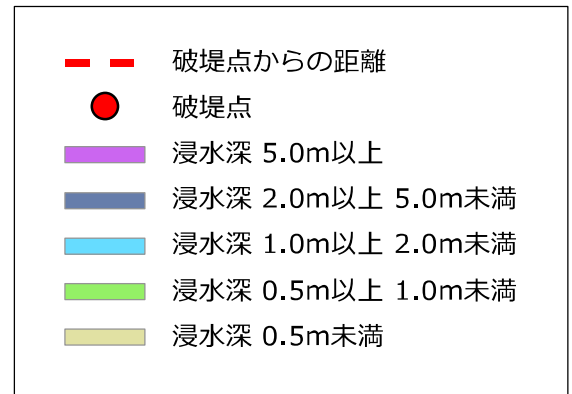 破堤点からの距離
破堤点
浸水深 5.0m以上
浸水深 2.0m以上 5.0m未満
浸水深 1.0m以上 2.0m未満
浸水深 0.5m以上 1.0m未満
浸水深 0.5m未満